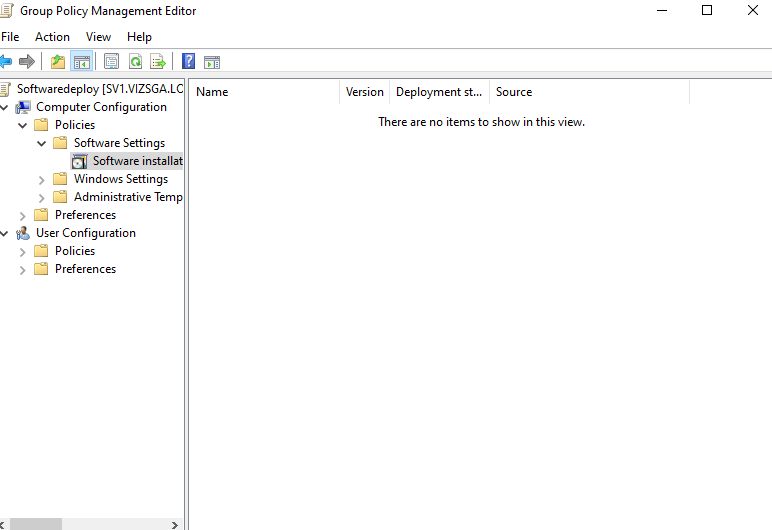 Group Policy Management Editor
File Action View Help
Softwaredeploy [SV1.VIZSGA.LC
Computer Configuration
Policies
Software Settings
Software installat
Windows Settings
Administrative Temp
Preferences
User Configuration
Policies
Preferences
Name Version Deployment st... Source
There are no items to show in this view.